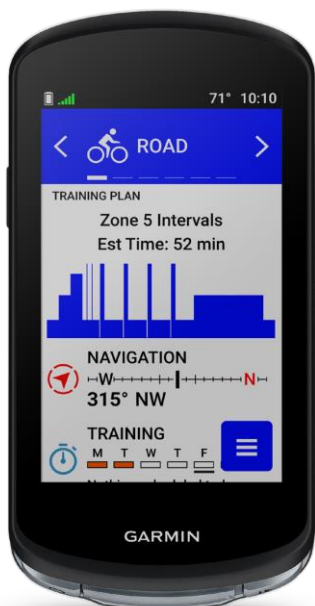 71° 10:10
ROAD
TRAINING PLAN
Zone 5 Intervals
Est Time: 52 min
NAVIGATION
W N
315° NW
TRAINING
M T W T F
GARMIN